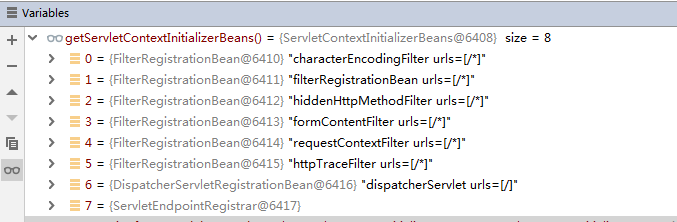 Variables
getServletContextInitializerBeans() = {ServletContextInitializerBeans@6408} size = 8
0 = {FilterRegistrationBean@6410} "characterEncodingFilter urls=[/*]"
1 = {FilterRegistrationBean@6411} "filterRegistrationBean urls=[/*]"
2 = {FilterRegistrationBean@6412} "hiddenHttpMethodFilter urls=[/*]"
3 = {FilterRegistrationBean@6413} "formContentFilter urls=[/*]"
4 = {FilterRegistrationBean@6414} "requestContextFilter urls=[/*]"
5 = {FilterRegistrationBean@6415} "httpTraceFilter urls=[/*]"
6 = {DispatcherServletRegistrationBean@6416} "dispatcherServlet urls=[/]"
7 = {ServletEndpointRegistrar@6417}